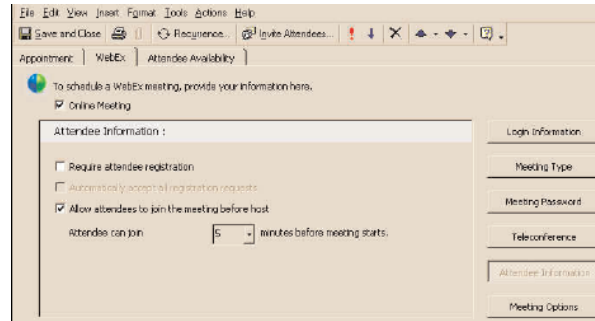 File Edit View Insert Format Tools Actions Help
Save and Close Recurrence... Invite Attendees...
Appointment WebEx Attendee Availability
To schedule a WebEx meeting, provide your information here.
Online Meeting
Attendee Information :
Login Information
Require attendee registration
Meeting Type
Automatically accept all registration requests
Allow attendees to join the meeting before host
Meeting Password
Attendee can join 5 minutes before meeting starts.
Teleconference
Attendee Information
Meeting Options